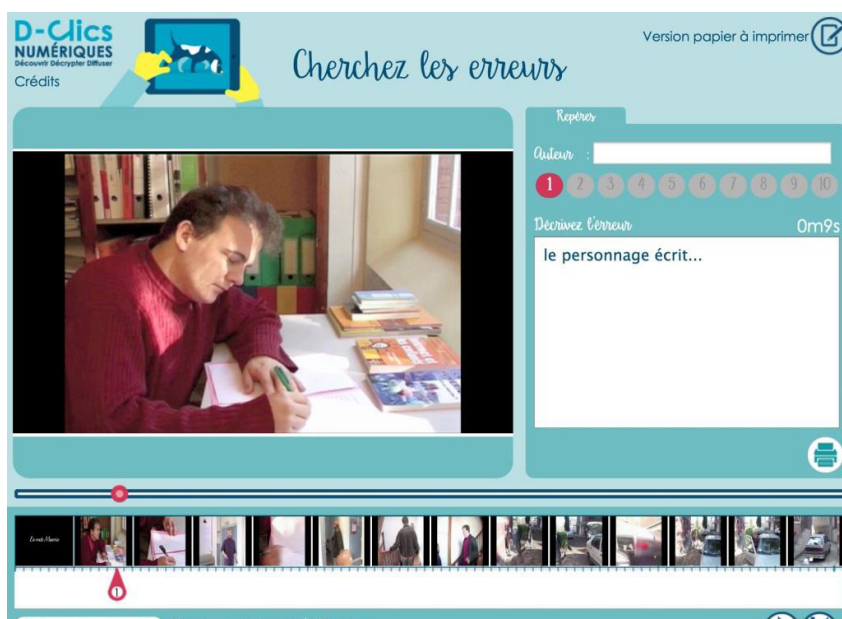 D-Clics
NUMÉRIQUES
Découvrir Décrypter Diffuser
Crédits
Cherchez les erreurs
Version papier à imprimer
Repères
Auteur :
1 2 3 4 5 6 7 8 9 10
Décrivez l'erreur
0m9s
le personnage écrit...
1